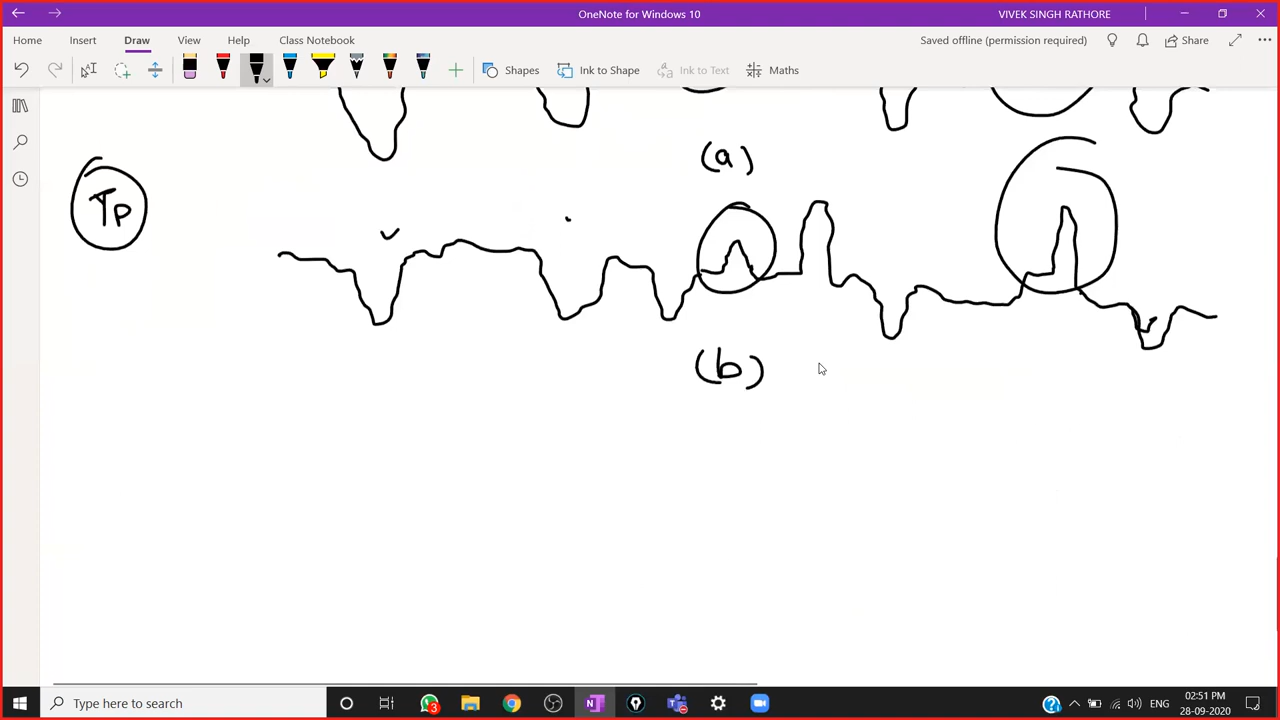 OneNote for Windows 10
VIVEK SINGH RATHORE
Home Insert Draw View Help Class Notebook
Saved offline (permission required)
Share
Shapes
Ink to Shape
Ink to Text
Maths
(a)
Tp
(b)
Type here to search
3
ENG
02:51 PM
28-09-2020